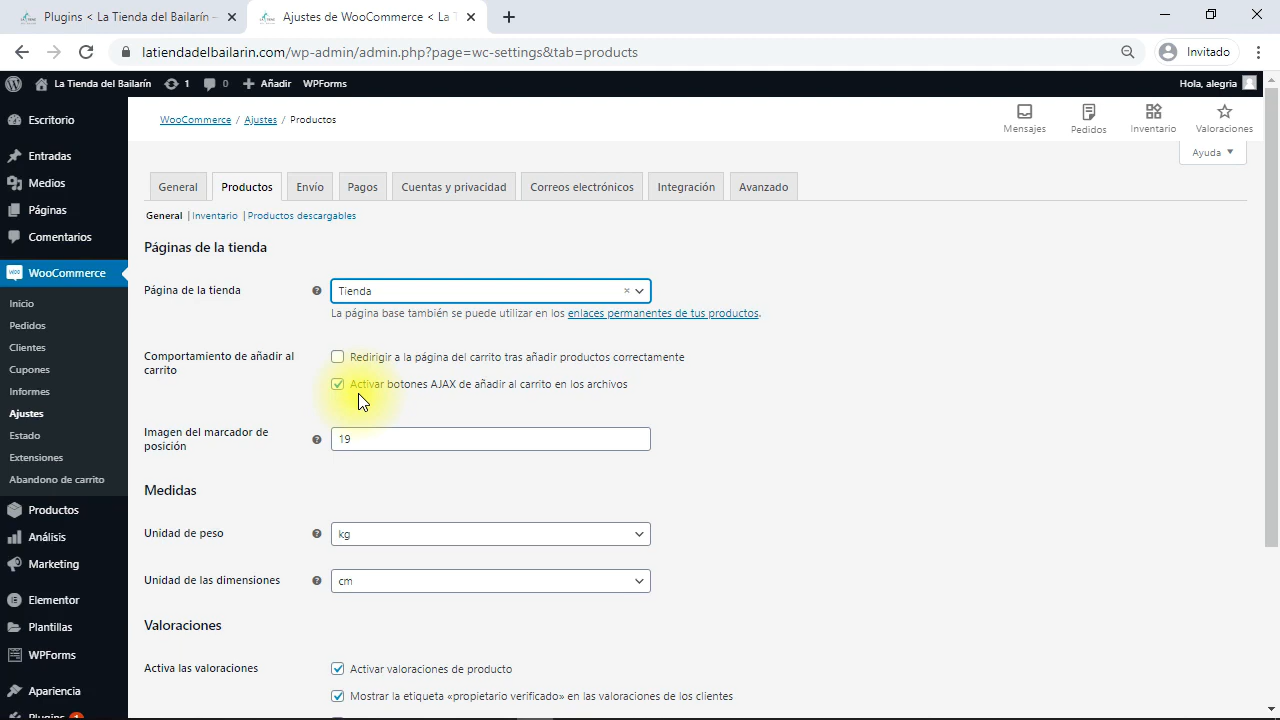 Plugins < La Tienda del Bailarín
Ajustes de WooCommerce < La T
latiendadelbailarin.com/wp-admin/admin.php?page=wc-settings&tab=products
Invitado
La Tienda del Bailarín
1
0
Añadir
WPForms
Hola, alegria
Escritorio
Entradas
Medios
Páginas
Comentarios
WooCommerce
Inicio
Pedidos
Clientes
Cupones
Informes
Ajustes
Estado
Extensiones
Abandono de carrito
Productos
Análisis
Marketing
Elementor
Plantillas
WPForms
Apariencia
Plugins 1
WooCommerce / Ajustes / Productos
Mensajes
Pedidos
Inventario
Valoraciones
Ayuda
General
Productos
Envío
Pagos
Cuentas y privacidad
Correos electrónicos
Integración
Avanzado
General | Inventario | Productos descargables
Páginas de la tienda
Página de la tienda
Tienda
La página base también se puede utilizar en los enlaces permanentes de tus productos.
Comportamiento de añadir al
carrito
Redirigir a la página del carrito tras añadir productos correctamente
Activar botones AJAX de añadir al carrito en los archivos
Imagen del marcador de
posición
19
Medidas
Unidad de peso
kg
Unidad de las dimensiones
cm
Valoraciones
Activa las valoraciones
Activar valoraciones de producto
Mostrar la etiqueta «propietario verificado» en las valoraciones de los clientes